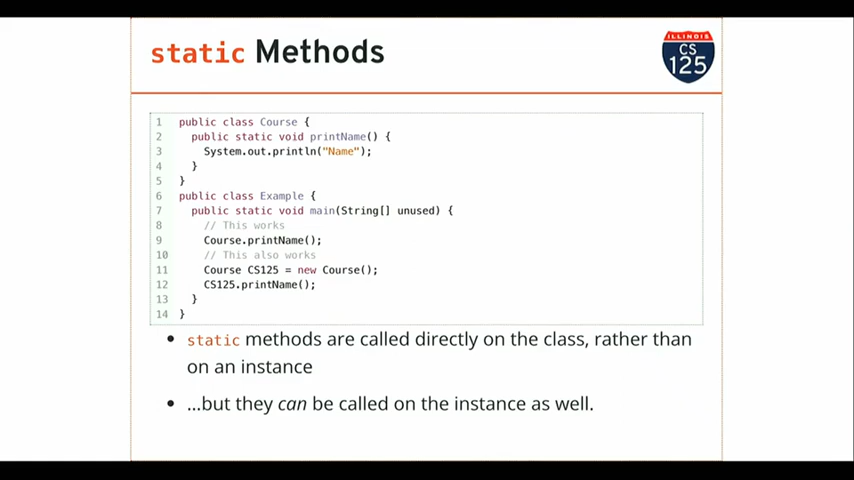 static Methods
ILLINOIS
CS
125
1 public class Course {
2 public static void printName() {
3 System.out.println("Name");
4 }
5 }
6 public class Example {
7 public static void main(String[] unused) {
8 // This works
9 Course.printName();
10 // This also works
11 Course CS125 = new Course();
12 CS125.printName();
13 }
14 }
• static methods are called directly on the class, rather than
on an instance
• …but they can be called on the instance as well.